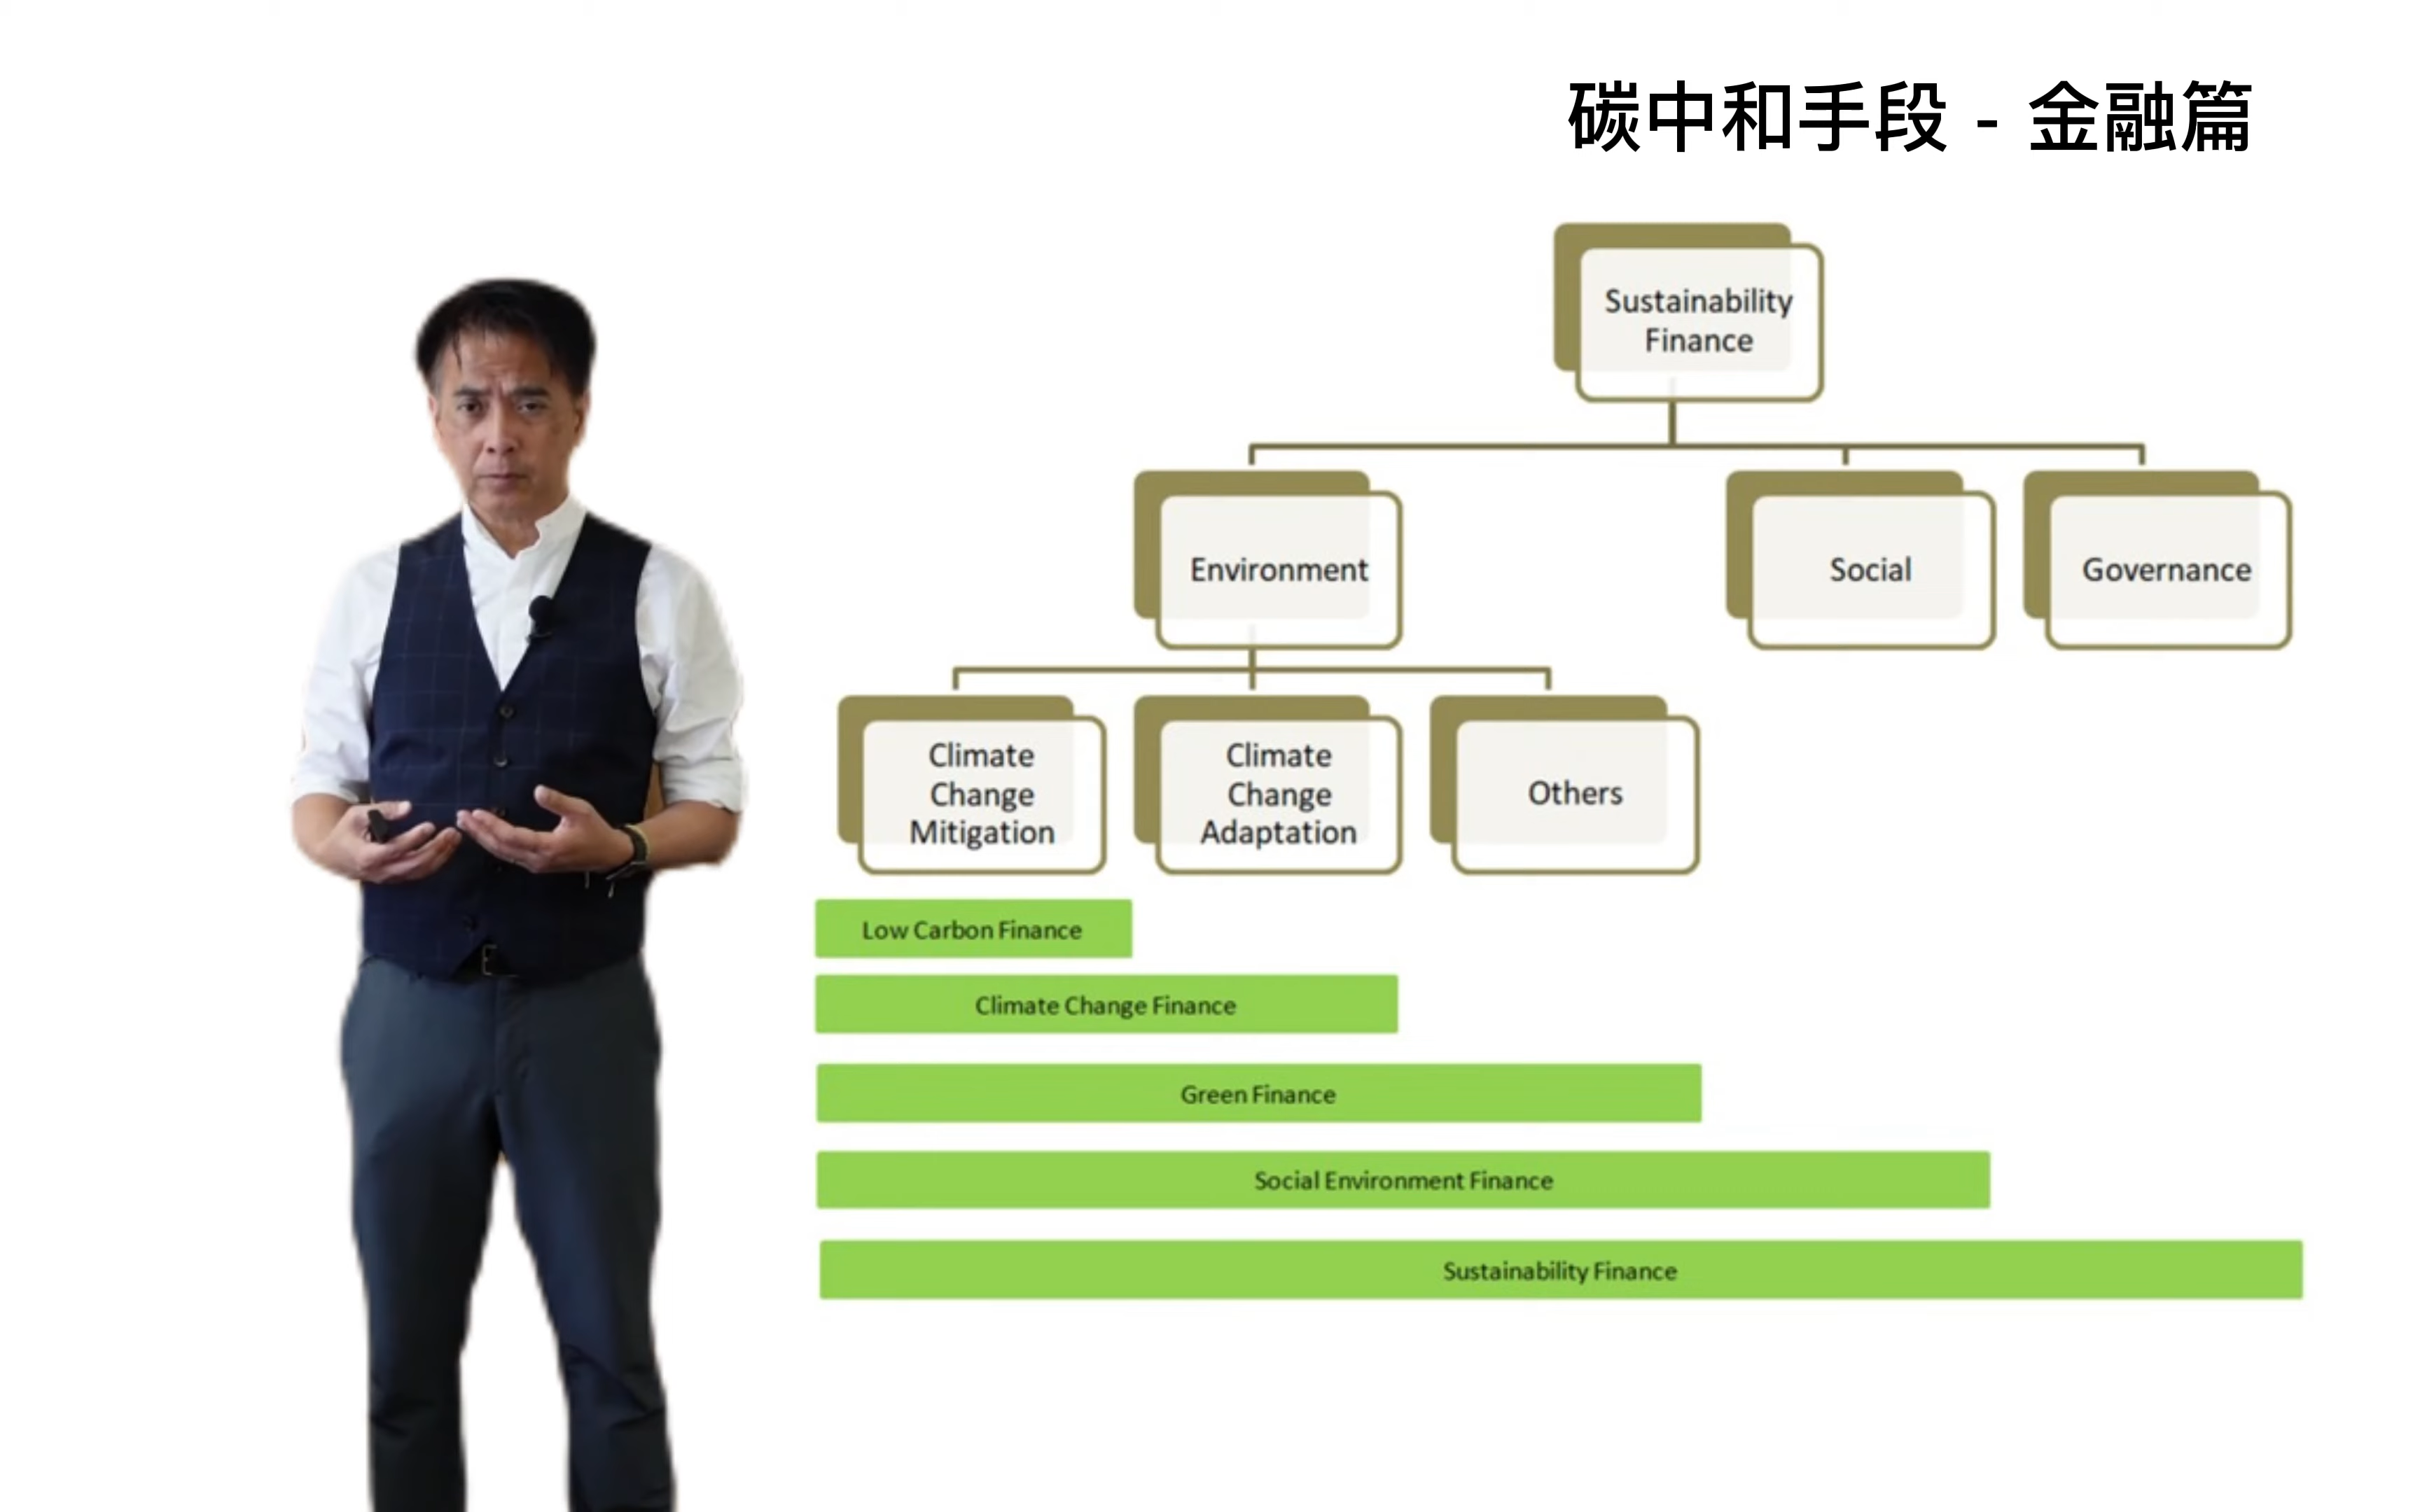 碳中和手段 - 金融篇
Sustainability
Finance
Environment
Social
Governance
Climate
Change
Mitigation
Climate
Change
Adaptation
Others
Low Carbon Finance
Climate Change Finance
Green Finance
Social Environment Finance
Sustainability Finance